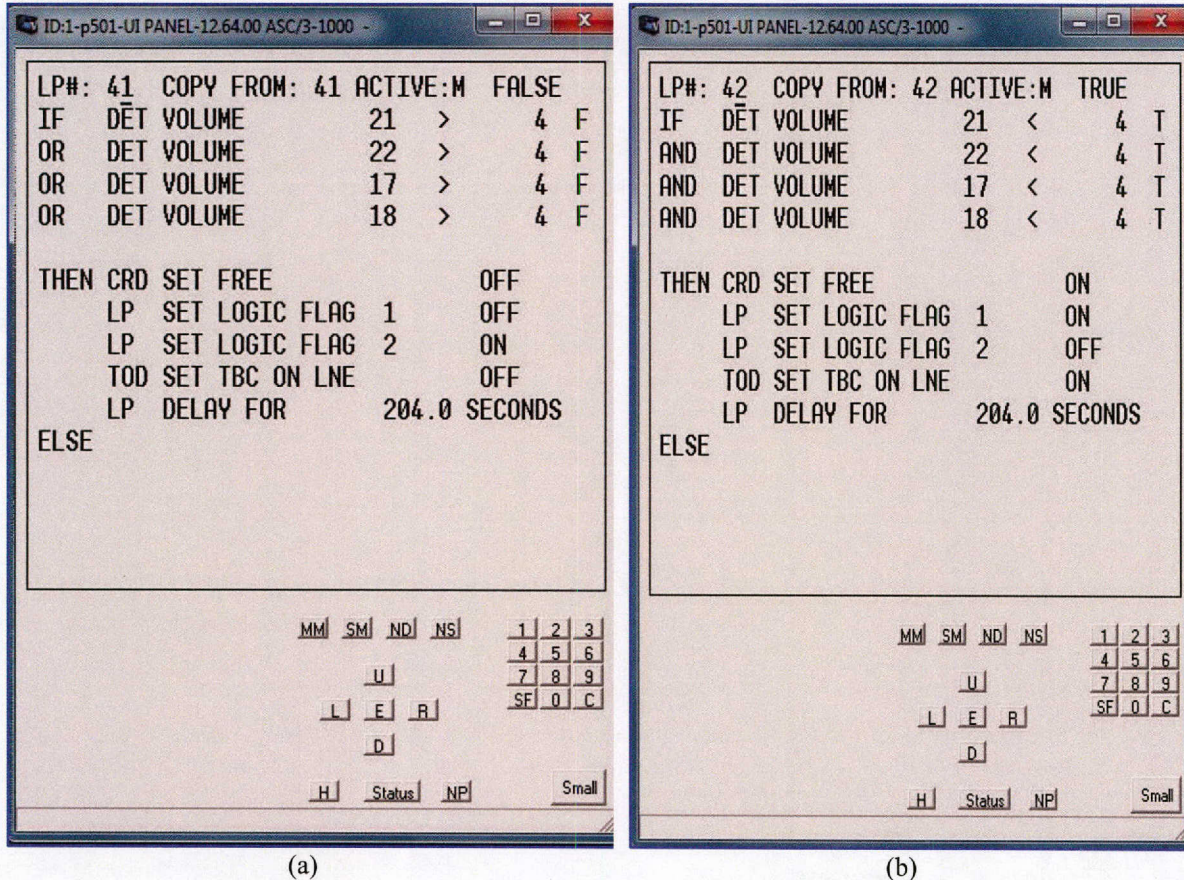 ID:1-p501-UI PANEL-12.64.00 ASC/3-1000 -
LP#: 41 COPY FROM: 41 ACTIVE:M FALSE
IF DET VOLUME 21 > 4 F
OR DET VOLUME 22 > 4 F
OR DET VOLUME 17 > 4 F
OR DET VOLUME 18 > 4 F
THEN CRD SET FREE OFF
LP SET LOGIC FLAG 1 OFF
LP SET LOGIC FLAG 2 ON
TOD SET TBC ON LNE OFF
LP DELAY FOR 204.0 SECONDS
ELSE
MM SM ND NS 1 2 3
4 5 6
U 7 8 9
SF 0 C
L E R
D
H Status NP Small
(a)
ID:1-p501-UI PANEL-12.64.00 ASC/3-1000 -
LP#: 42 COPY FROM: 42 ACTIVE:M TRUE
IF DET VOLUME 21 < 4 T
AND DET VOLUME 22 < 4 T
AND DET VOLUME 17 < 4 T
AND DET VOLUME 18 < 4 T
THEN CRD SET FREE ON
LP SET LOGIC FLAG 1 ON
LP SET LOGIC FLAG 2 OFF
TOD SET TBC ON LNE ON
LP DELAY FOR 204.0 SECONDS
ELSE
MM SM ND NS 1 2 3
4 5 6
U 7 8 9
SF 0 C
L E R
D
H Status NP Small
(b)